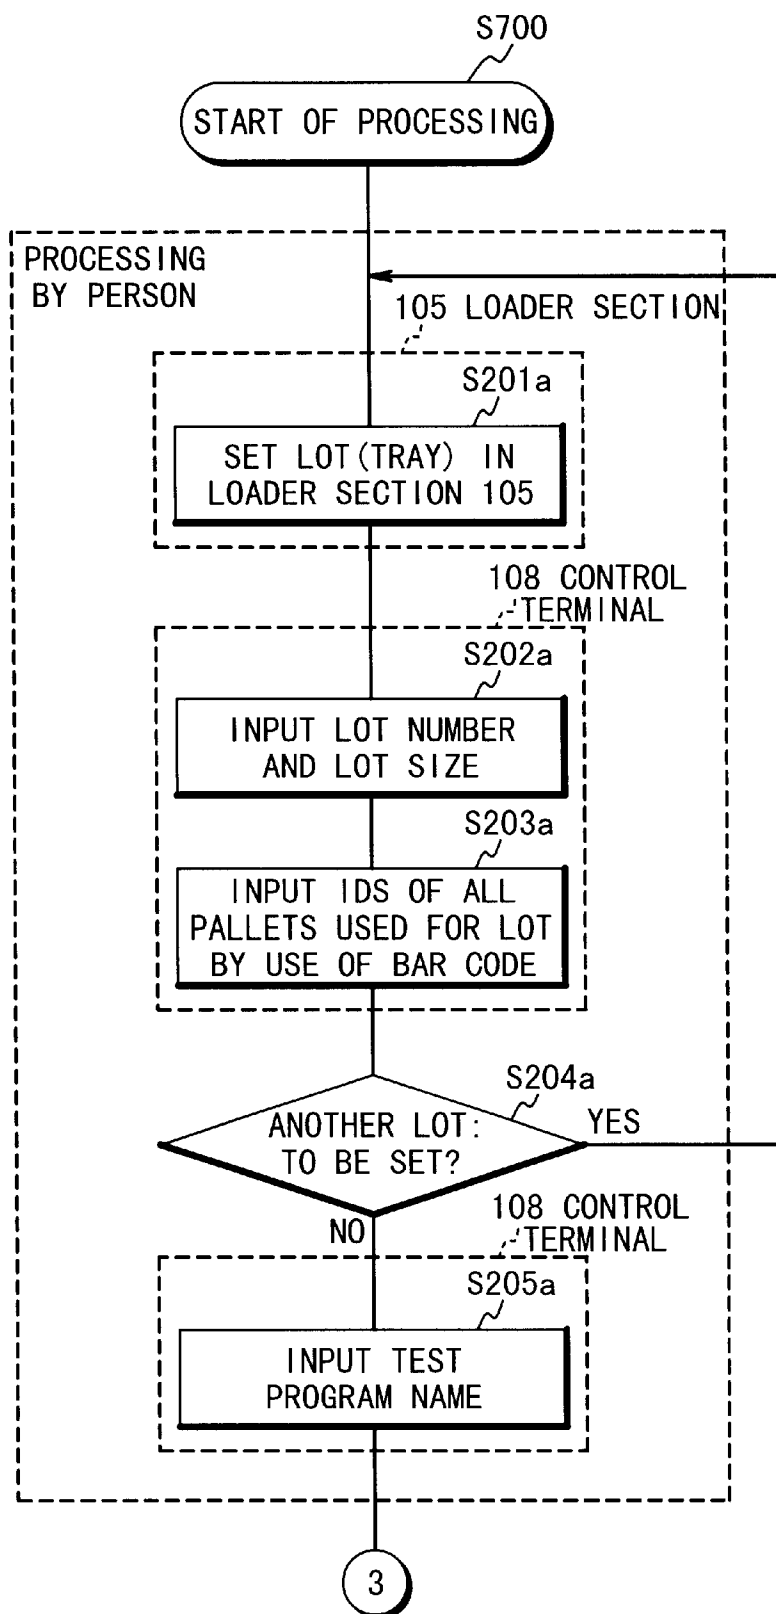 S700
START OF PROCESSING
PROCESSING
BY PERSON
105 LOADER SECTION
S201a
SET LOT(TRAY) IN
LOADER SECTION 105
108 CONTROL
TERMINAL
S202a
INPUT LOT NUMBER
AND LOT SIZE
S203a
INPUT IDS OF ALL
PALLETS USED FOR LOT
BY USE OF BAR CODE
S204a
ANOTHER LOT:
TO BE SET?
YES
NO
108 CONTROL
TERMINAL
S205a
INPUT TEST
PROGRAM NAME
3